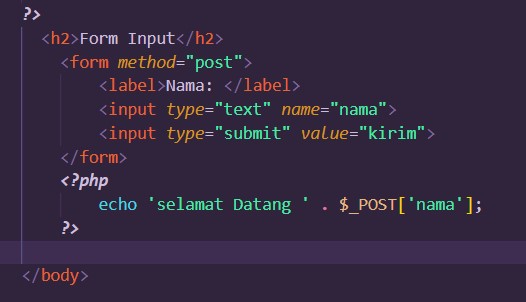 ?>
<h2>Form Input</h2>
<form method="post">
<label>Nama: </label>
<input type="text" name="nama">
<input type="submit" value="kirim">
</form>
<?php
echo 'selamat Datang ' . $_POST['nama'];
?>
</body>